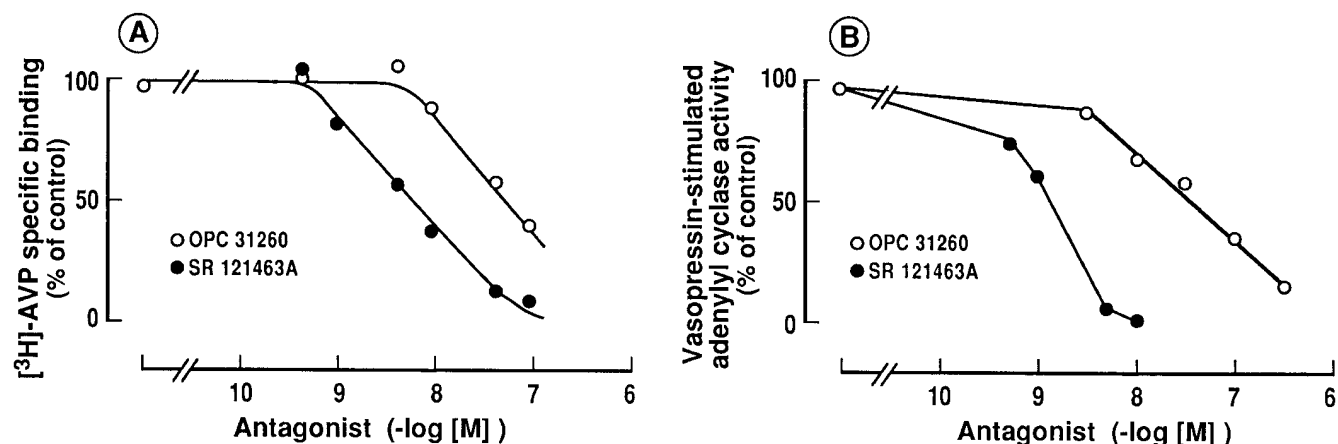 A
[³H]-AVP specific binding
(% of control)
100
50
0
OPC 31260
SR 121463A
10 9 8 7 6
Antagonist (-log [M])
B
Vasopressin-stimulated
adenylyl cyclase activity
(% of control)
100
50
0
OPC 31260
SR 121463A
10 9 8 7 6
Antagonist (-log [M])